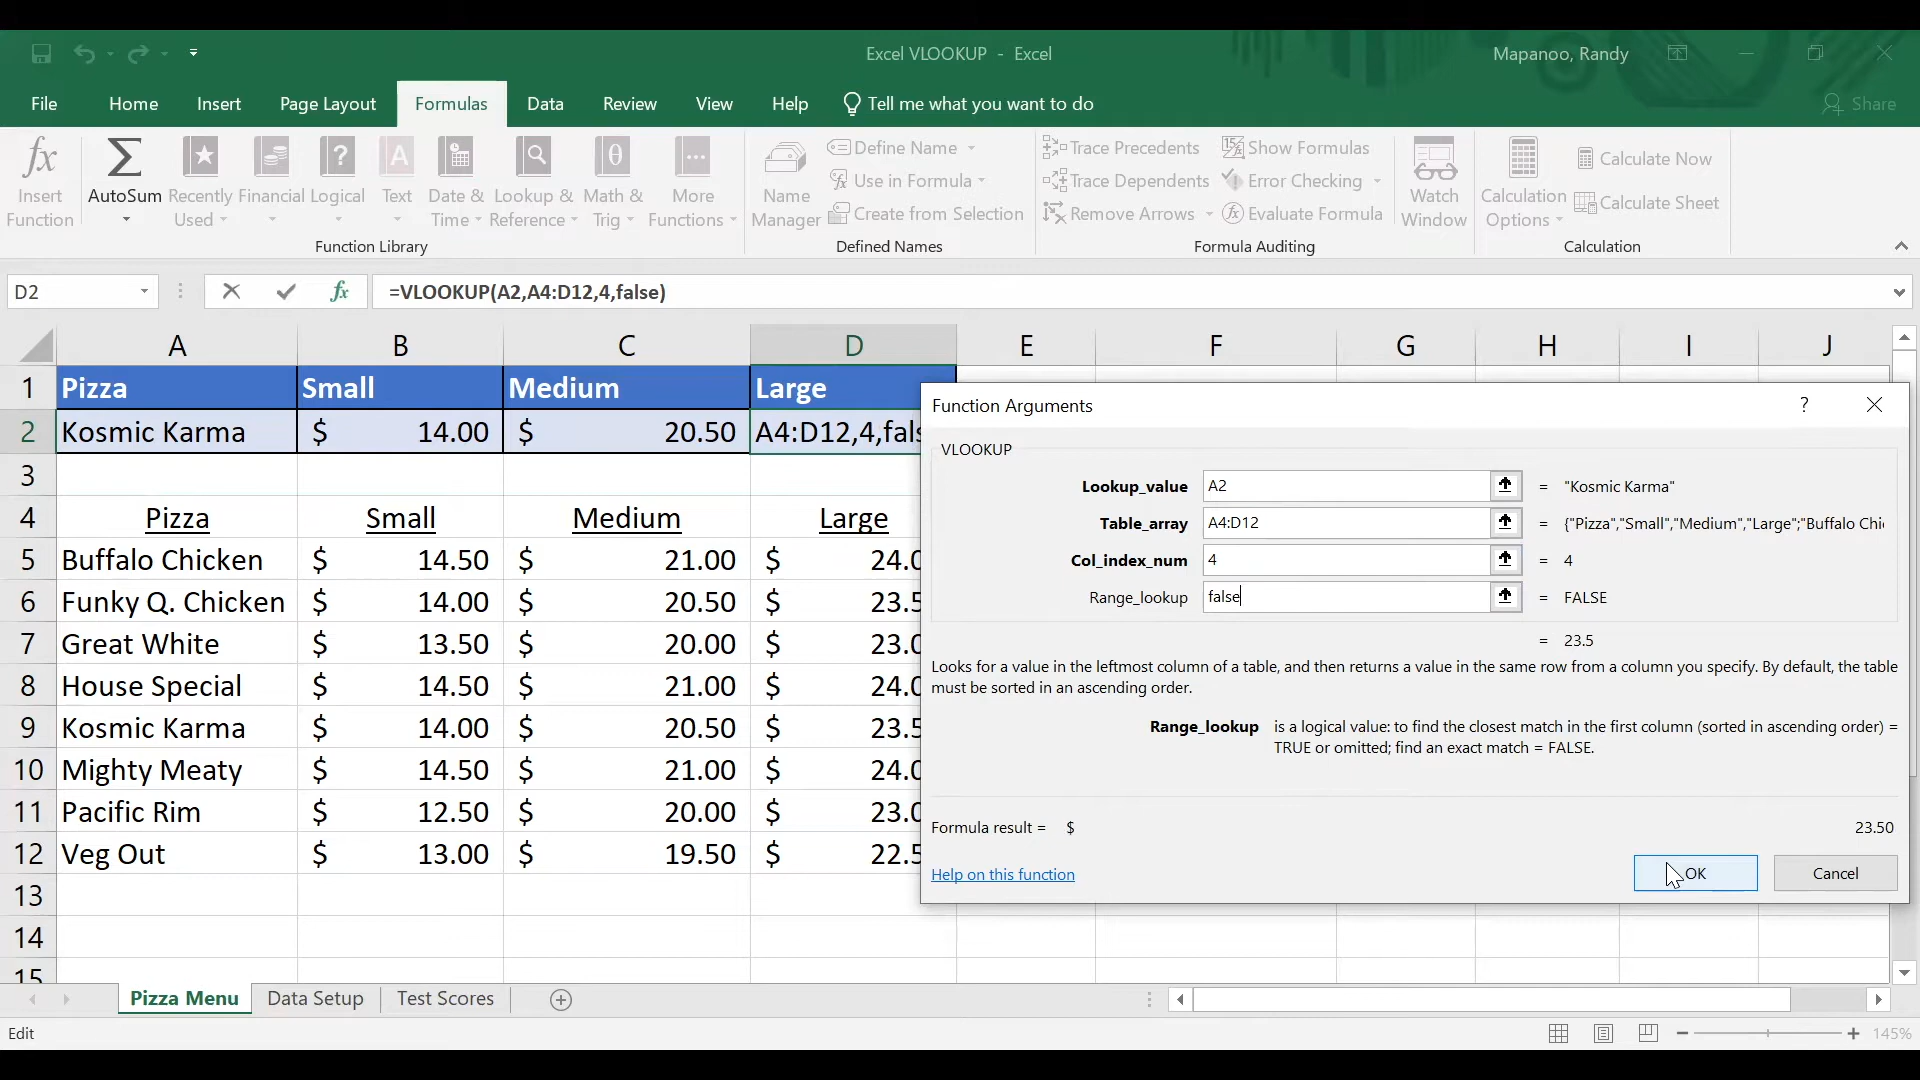 Excel VLOOKUP - Excel
Mapanoo, Randy
File Home Insert Page Layout Formulas Data Review View Help Tell me what you want to do Share
Insert Function
AutoSum
Recently Used
Financial
Logical
Text
Date & Time
Lookup & Reference
Math & Trig
More Functions
Function Library
Name Manager
Define Name
Use in Formula
Create from Selection
Defined Names
Trace Precedents
Trace Dependents
Remove Arrows
Show Formulas
Error Checking
Evaluate Formula
Formula Auditing
Watch Window
Calculation Options
Calculate Now
Calculate Sheet
Calculation
D2 fx =VLOOKUP(A2,A4:D12,4,false)
A B C D E F G H I J
1 Pizza Small Medium Large
2 Kosmic Karma $ 14.00 $ 20.50 A4:D12,4,fals
3
4 Pizza Small Medium Large
5 Buffalo Chicken $ 14.50 $ 21.00 $ 24.0
6 Funky Q. Chicken $ 14.00 $ 20.50 $ 23.5
7 Great White $ 13.50 $ 20.00 $ 23.0
8 House Special $ 14.50 $ 21.00 $ 24.0
9 Kosmic Karma $ 14.00 $ 20.50 $ 23.5
10 Mighty Meaty $ 14.50 $ 21.00 $ 24.0
11 Pacific Rim $ 12.50 $ 20.00 $ 23.0
12 Veg Out $ 13.00 $ 19.50 $ 22.5
13
14
15
Function Arguments ?
VLOOKUP
Lookup_value A2 = "Kosmic Karma"
Table_array A4:D12 = {"Pizza","Small","Medium","Large";"Buffalo Chi
Col_index_num 4 = 4
Range_lookup false = FALSE
= 23.5
Looks for a value in the leftmost column of a table, and then returns a value in the same row from a column you specify. By default, the table
must be sorted in an ascending order.
Range_lookup is a logical value: to find the closest match in the first column (sorted in ascending order) =
TRUE or omitted; find an exact match = FALSE.
Formula result = $ 23.50
Help on this function
OK Cancel
Pizza Menu Data Setup Test Scores
Edit
145%